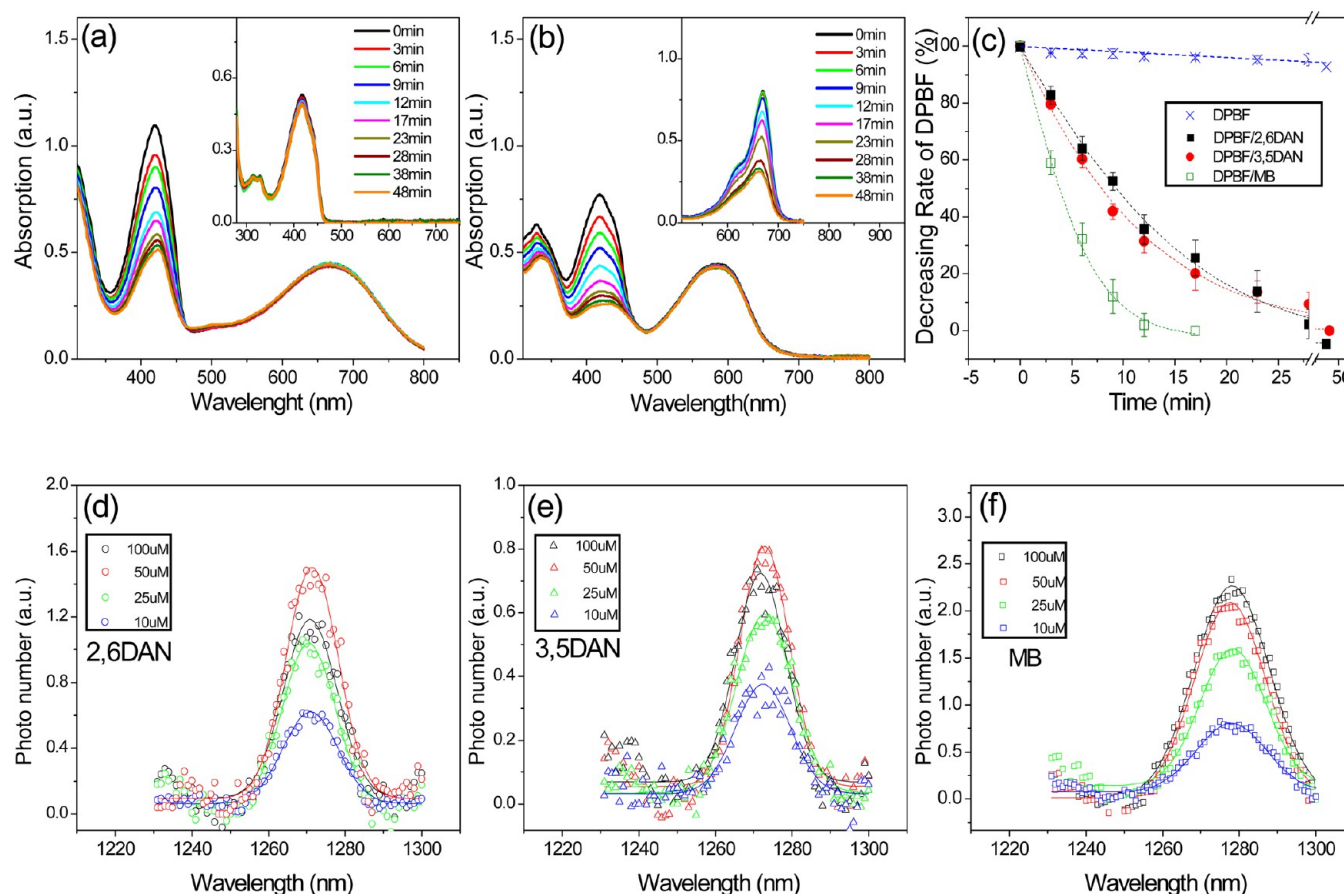 (a)
Absorption (a.u.)
1.5
1.0
0.5
0.0
400 500 600 700 800
Wavelenght (nm)
0.6
0.3
0.0
300 400 500 600 700
0min
3min
6min
9min
12min
17min
23min
28min
38min
48min
(b)
Absorption (a.u.)
1.5
1.0
0.5
0.0
400 500 600 700 800
Wavelength(nm)
1.0
0.5
0.0
600 700 800 900
0min
3min
6min
9min
12min
17min
23min
28min
38min
48min
(c)
Decreasing Rate of DPBF (%)
100
80
60
40
20
0
-5 0 5 10 15 20 25 50
Time (min)
DPBF
DPBF/2,6DAN
DPBF/3,5DAN
DPBF/MB
(d)
Photo number (a.u.)
2.0
1.6
1.2
0.8
0.4
0.0
100uM
50uM
25uM
10uM
2,6DAN
1220 1240 1260 1280 1300
Wavelength (nm)
(e)
Photo number (a.u.)
1.0
0.8
0.6
0.4
0.2
0.0
100uM
50uM
25uM
10uM
3,5DAN
1220 1240 1260 1280 1300
Wavelength (nm)
(f)
Photo number (a.u.)
3.0
2.5
2.0
1.5
1.0
0.5
0.0
100uM
50uM
25uM
10uM
MB
1220 1240 1260 1280 1300
Wavelength (nm)